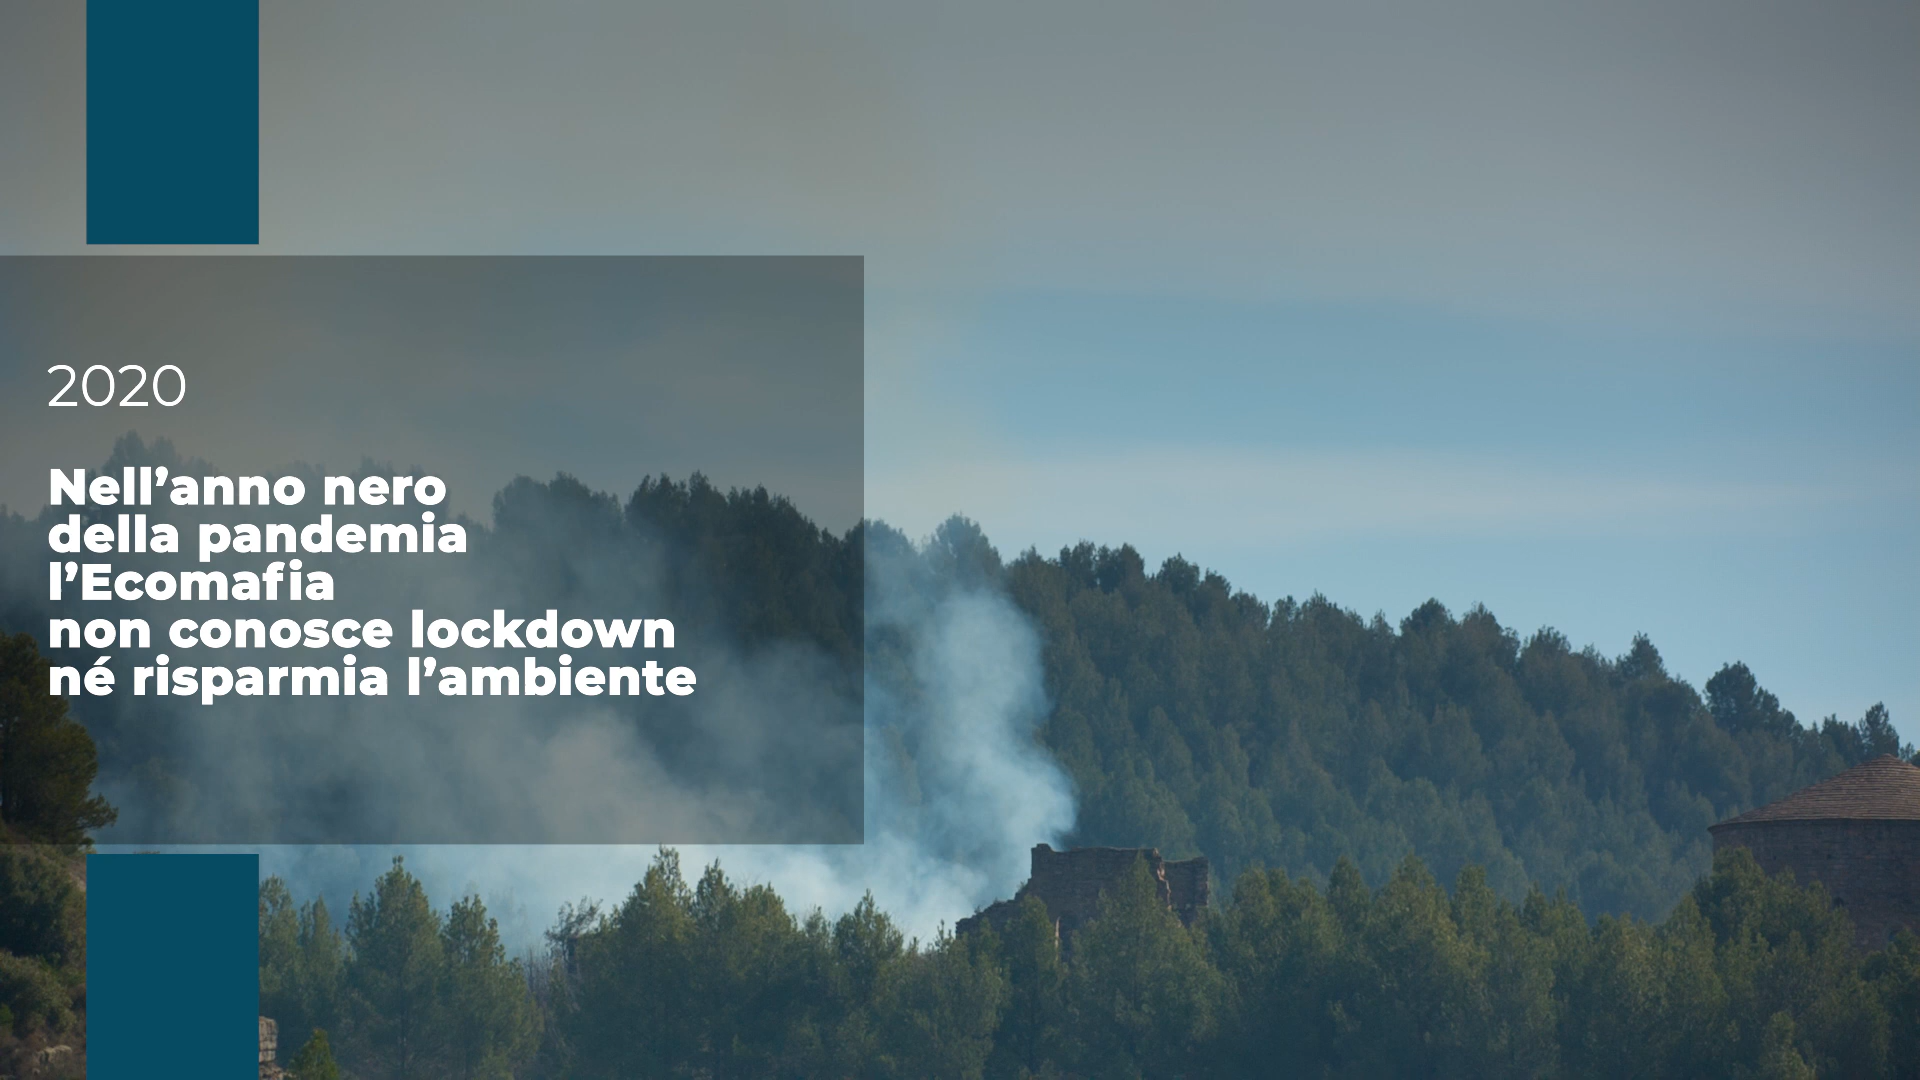 2020
Nell’anno nero
della pandemia
l’Ecomafia
non conosce lockdown
né risparmia l’ambiente